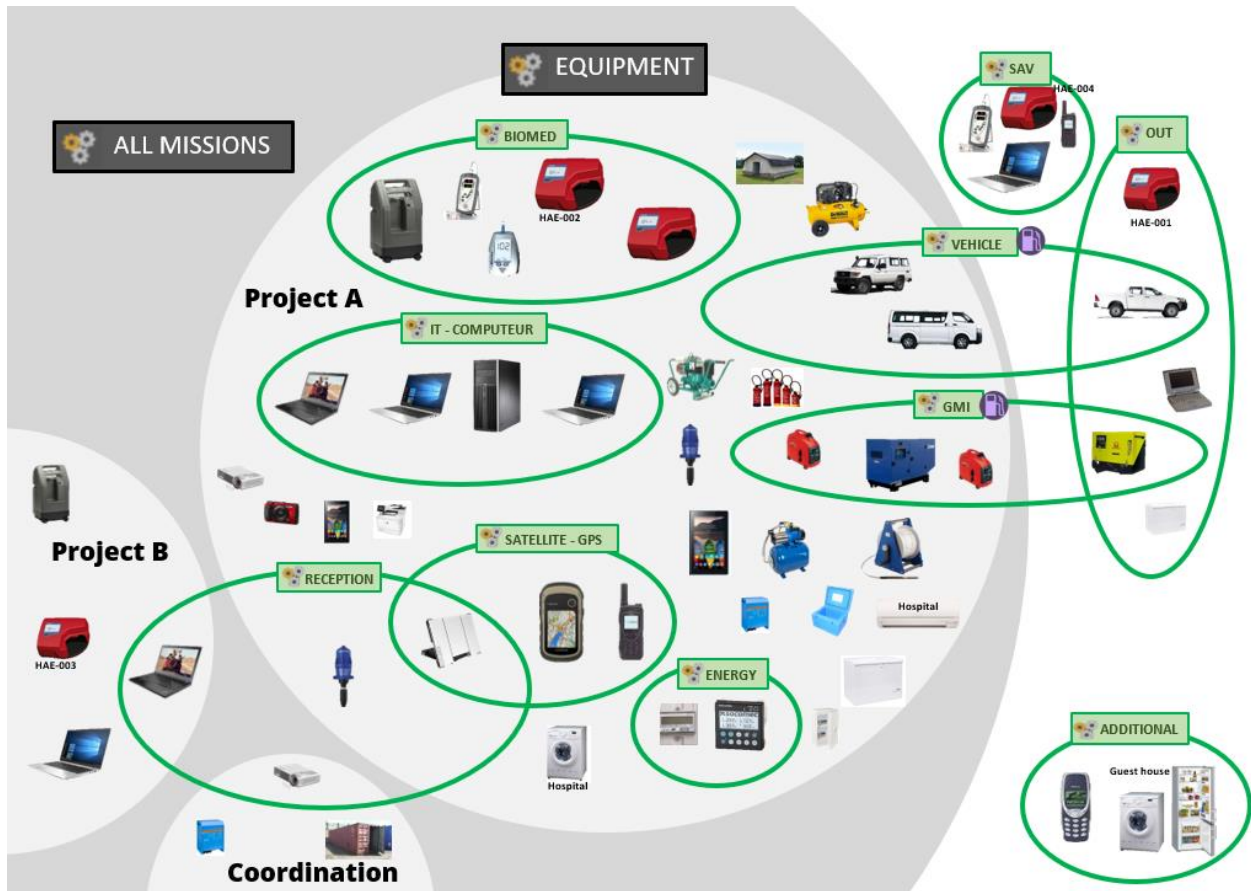 EQUIPMENT
ALL MISSIONS
SAV
HAE-004
OUT
HAE-001
BIOMED
HAE-002
102
VEHICLE
Project A
IT - COMPUTEUR
GMI
Project B
HAE-003
RECEPTION
SATELLITE - GPS
Hospital
ENERGY
Hospital
Coordination
ADDITIONAL
Guest house